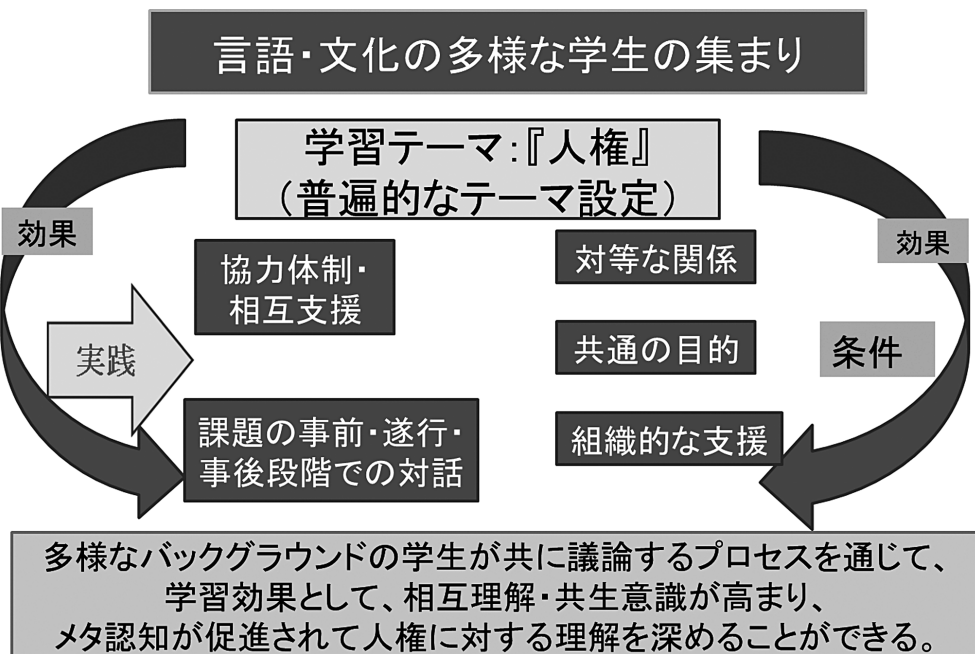 言語・文化の多様な学生の集まり
学習テーマ:『人権』
（普遍的なテーマ設定）
効果
効果
協力体制・
相互支援
対等な関係
実践
共通の目的
条件
課題の事前・遂行・
事後段階での対話
組織的な支援
多様なバックグラウンドの学生が共に議論するプロセスを通じて、
学習効果として、相互理解・共生意識が高まり、
メタ認知が促進されて人権に対する理解を深めることができる。